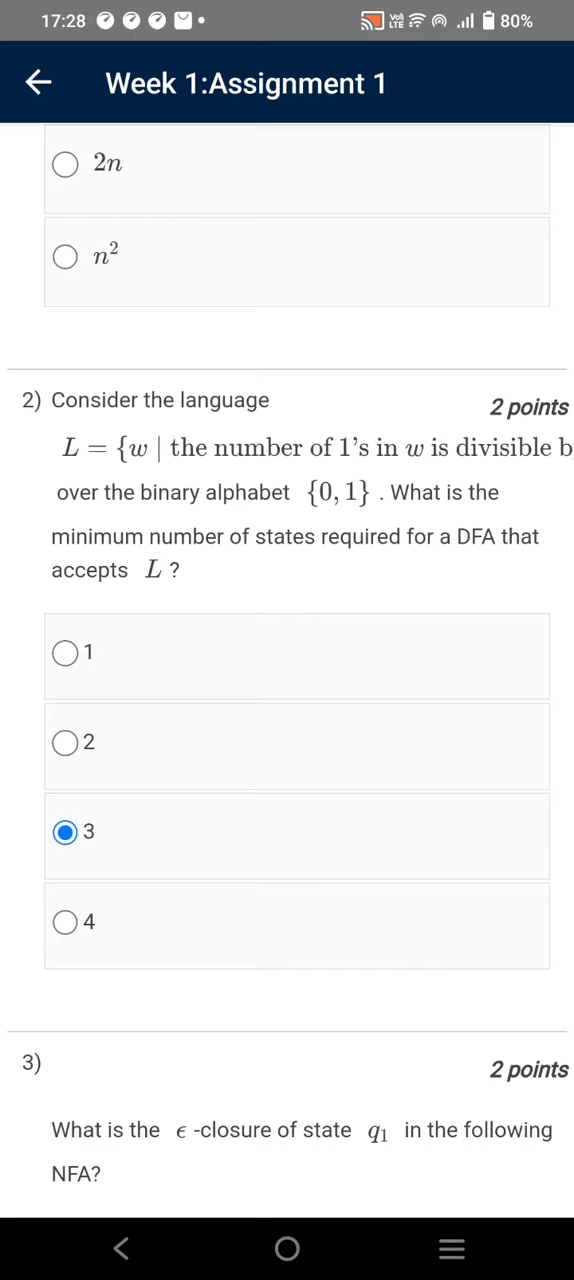 17:28 Vo) LTE 80%
Week 1:Assignment 1
2n
n²
2) Consider the language
2 points
L = {w | the number of 1's in w is divisible b
over the binary alphabet {0, 1} . What is the
minimum number of states required for a DFA that
accepts L ?
1
2
3
4
3)
2 points
What is the ϵ -closure of state q₁ in the following
NFA?